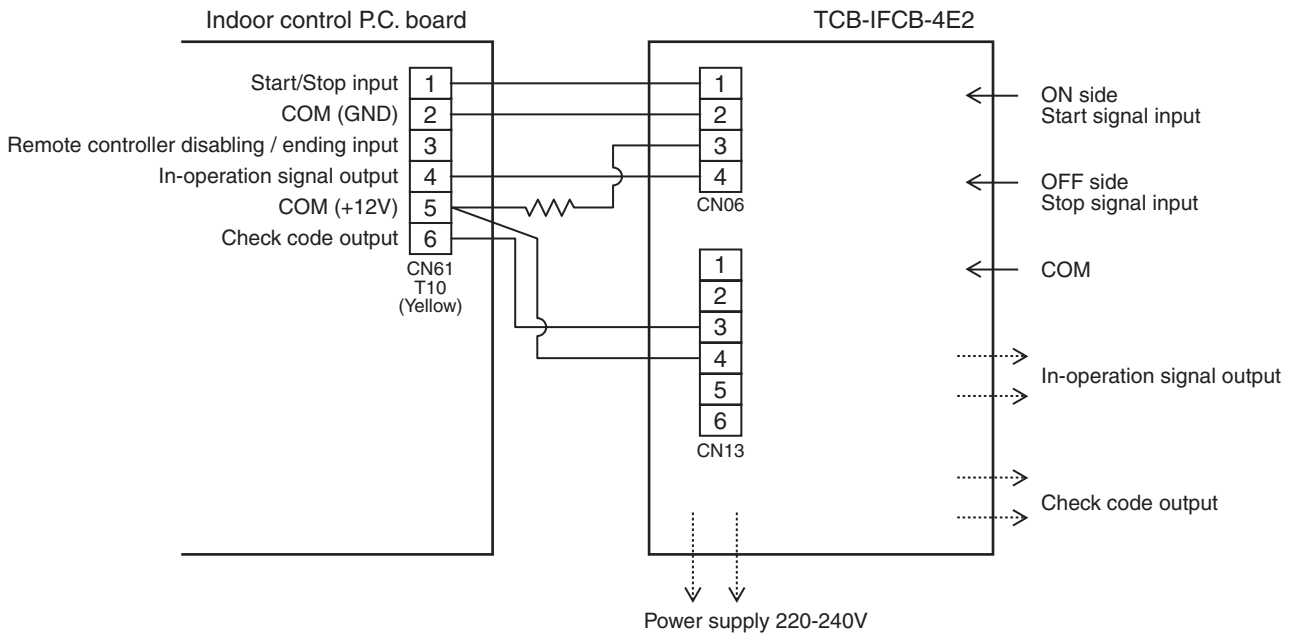 Indoor control P.C. board
TCB-IFCB-4E2
Start/Stop input 1
COM (GND) 2
Remote controller disabling / ending input 3
In-operation signal output 4
COM (+12V) 5
Check code output 6
CN61
T10
(Yellow)
1
2
3
4
CN06
1
2
3
4
5
6
CN13
ON side
Start signal input
OFF side
Stop signal input
COM
In-operation signal output
Check code output
Power supply 220-240V